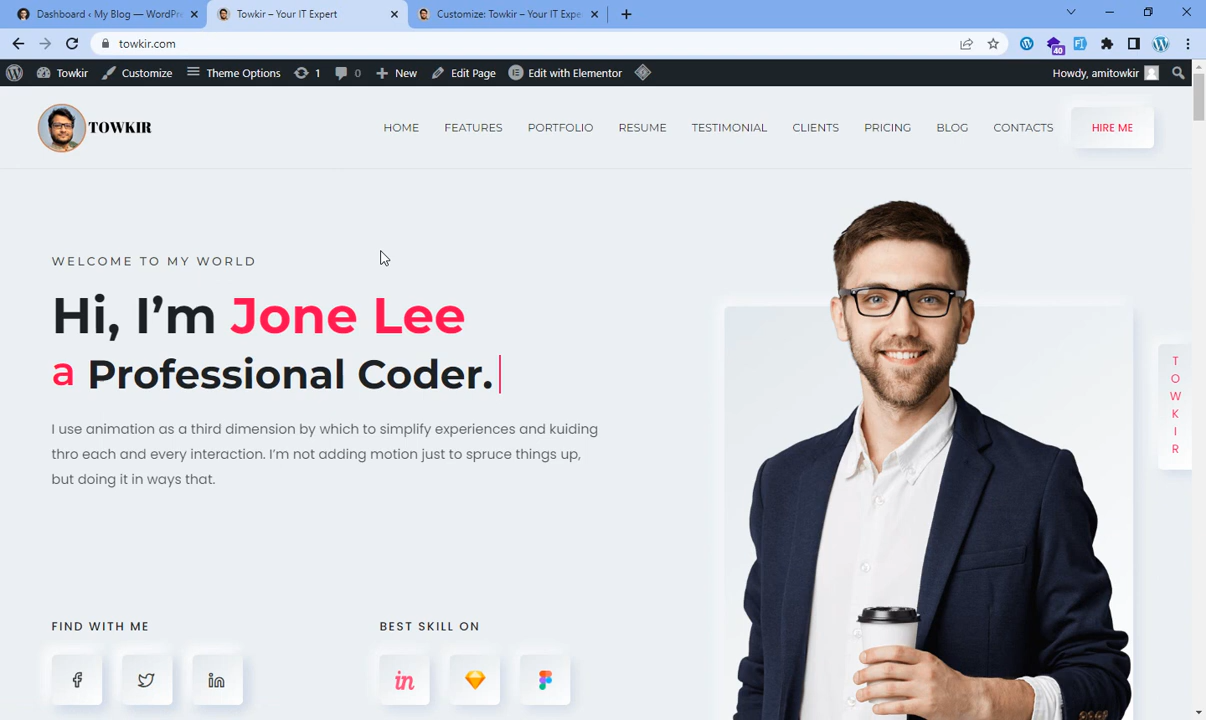 Dashboard ‹ My Blog — WordPre
Towkir – Your IT Expert
Customize: Towkir – Your IT Expe
towkir.com
40
Towkir
Customize
Theme Options
1
0
New
Edit Page
Edit with Elementor
Howdy, amitowkir
TOWKIR
HOME
FEATURES
PORTFOLIO
RESUME
TESTIMONIAL
CLIENTS
PRICING
BLOG
CONTACTS
HIRE ME
WELCOME TO MY WORLD
Hi, I’m Jone Lee
a Professional Coder.
I use animation as a third dimension by which to simplify experiences and kuiding
thro each and every interaction. I’m not adding motion just to spruce things up,
but doing it in ways that.
TOWKIR
FIND WITH ME
BEST SKILL ON
in